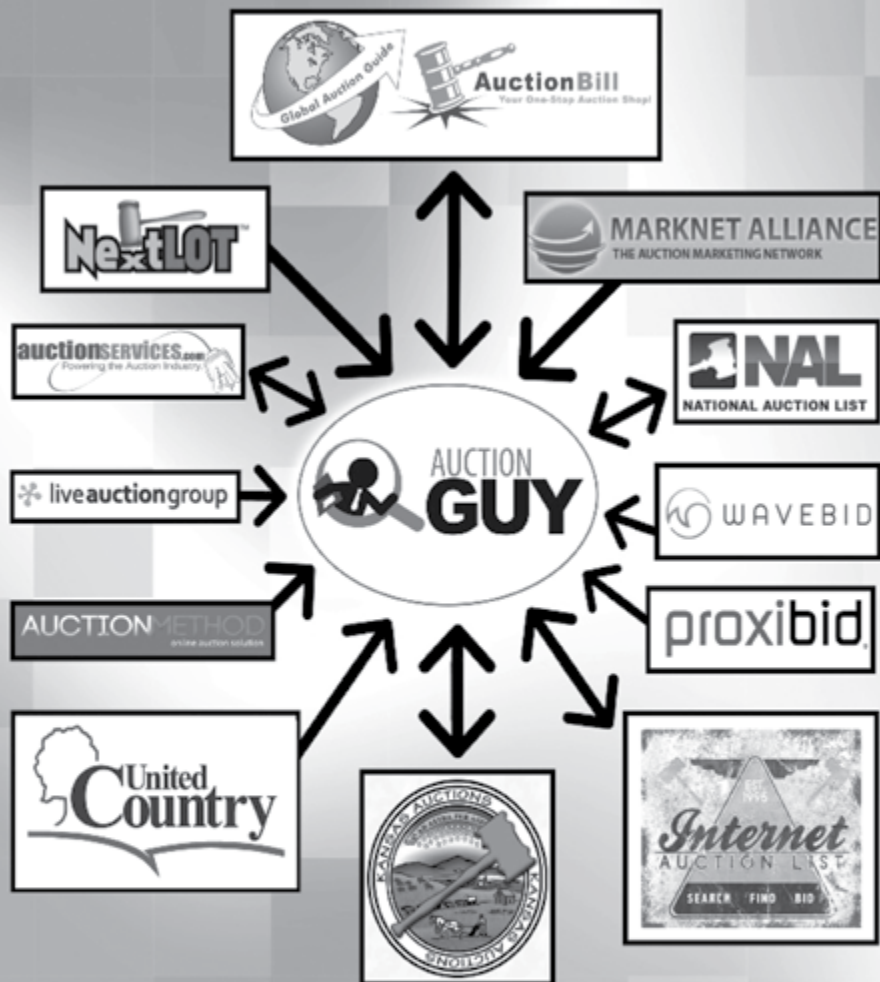 Global Auction Guide
AuctionBill
Your One-Stop Auction Shop!
NextLOT™
MARKNET ALLIANCE
THE AUCTION MARKETING NETWORK
auctionSERVICES.com
Powering the Auction Industry.
NAL
NATIONAL AUCTION LIST
AUCTION
GUY
liveauctiongroup
WAVEBID
AUCTIONMETHOD
online auction solution
proxibid.
United
Country
KANSAS AUCTIONS
KANSAS AUCTIONS
EST
1995
Internet
AUCTION LIST
SEARCH FIND BID